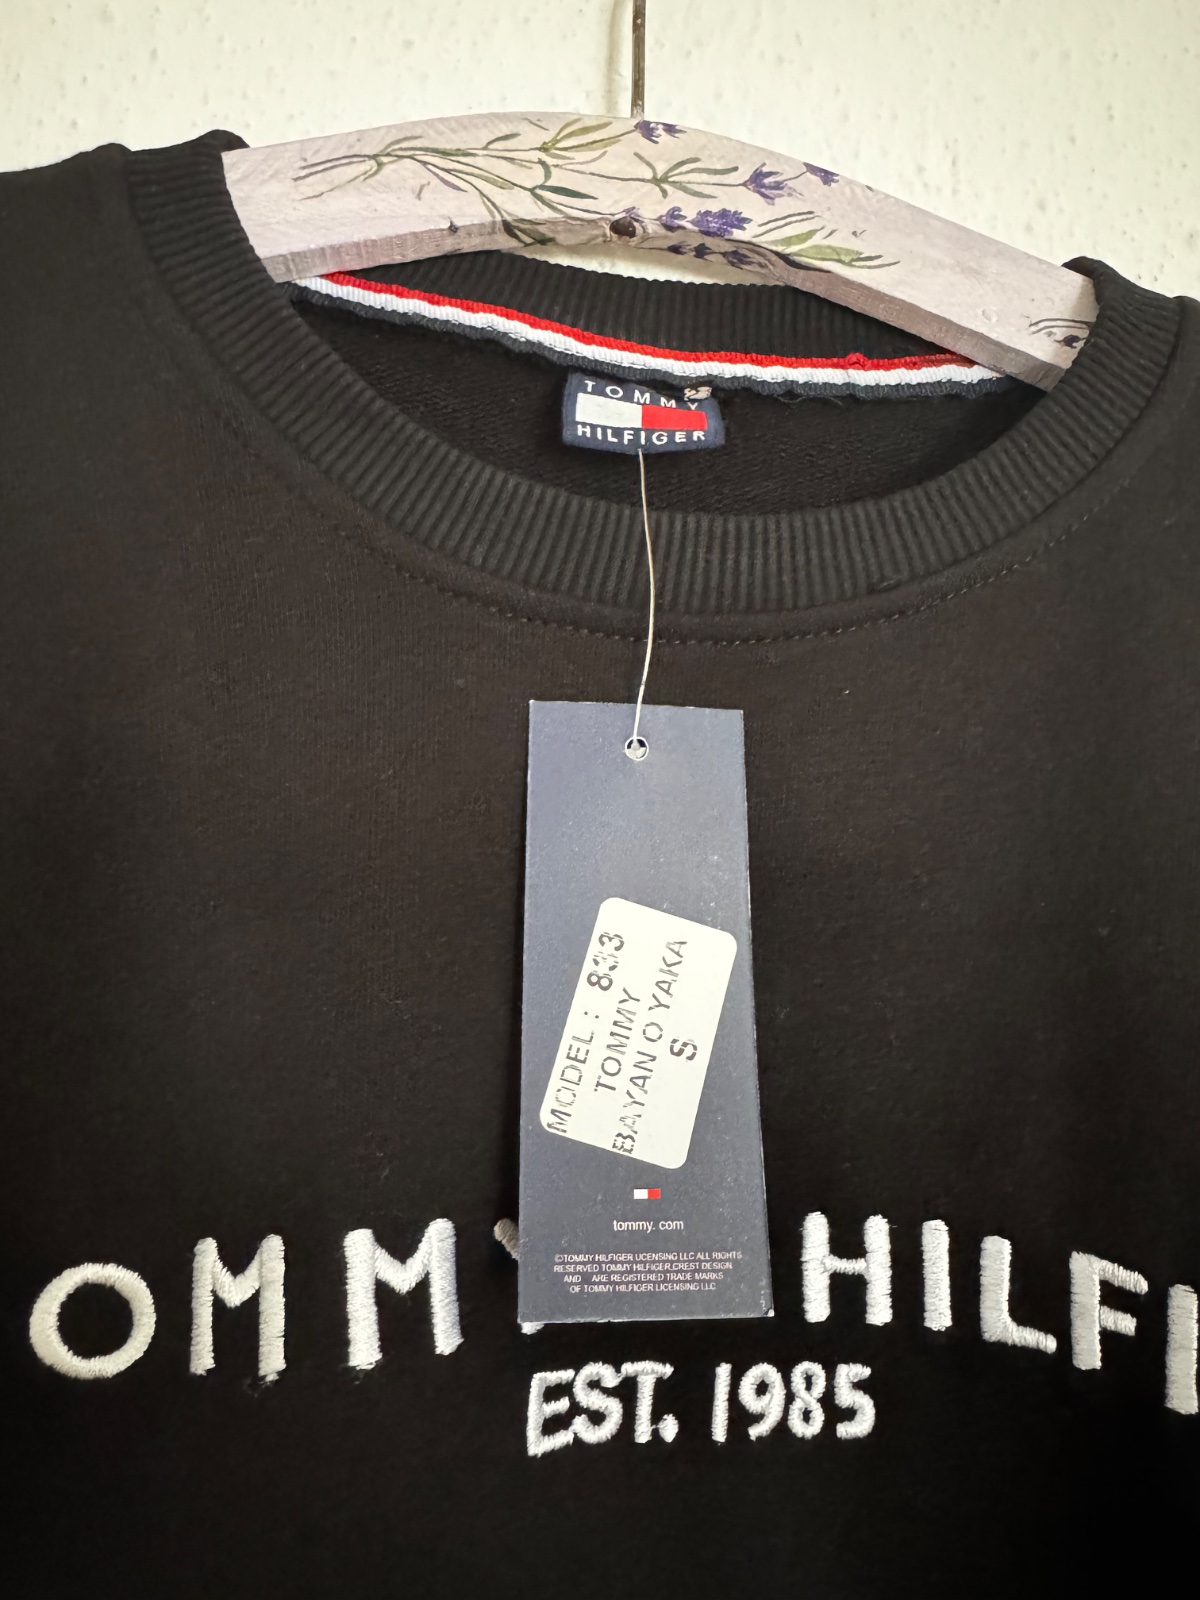 TOMMY
HILFIGER
MODEL : 833
TOMMY
BAYAN O YAKA
S
tommy. com
©TOMMY HILFIGER LICENSING LLC ALL RIGHTS
RESERVED TOMMY HILFIGER,CREST DESIGN
AND ARE REGISTERED TRADE MARKS
OF TOMMY HILFIGER LICENSING LLC
OMMY HILFI
EST. 1985